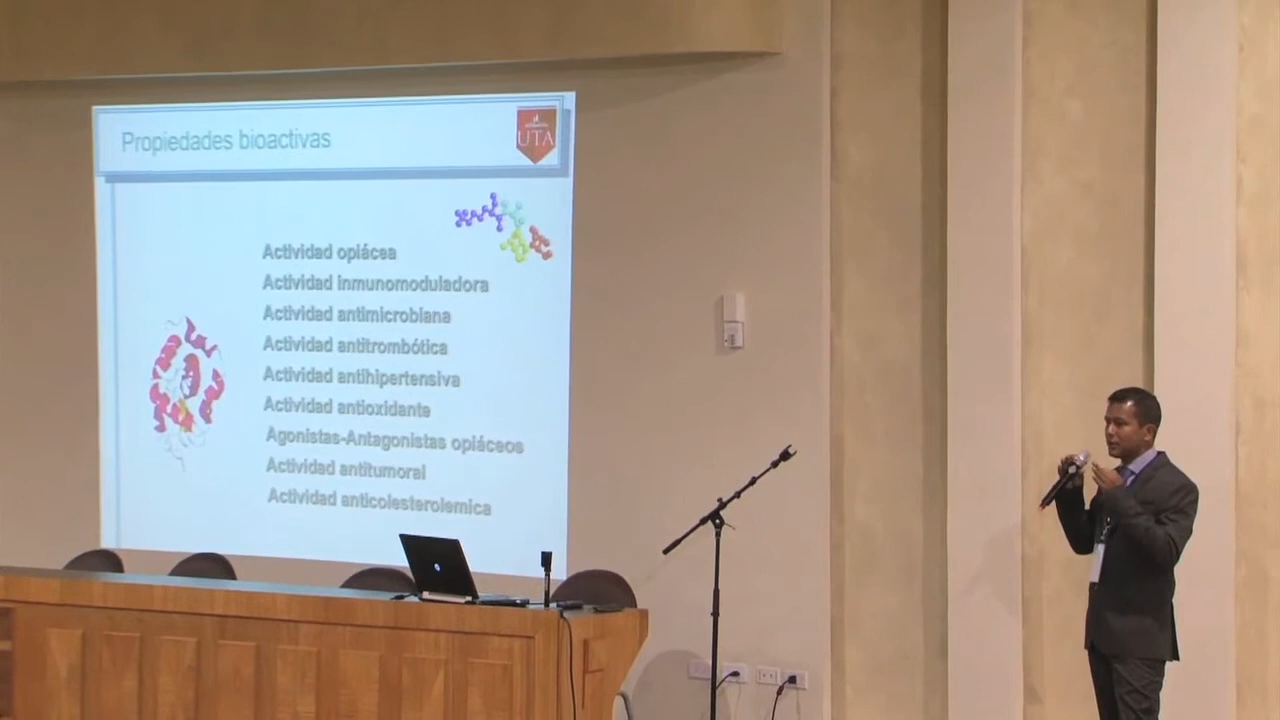 Propiedades bioactivas
UTA
Actividad opiácea
Actividad inmunomoduladora
Actividad antimicrobiana
Actividad antitrombótica
Actividad antihipertensiva
Actividad antioxidante
Agonistas-Antagonistas opiáceos
Actividad antitumoral
Actividad anticolesterolemica